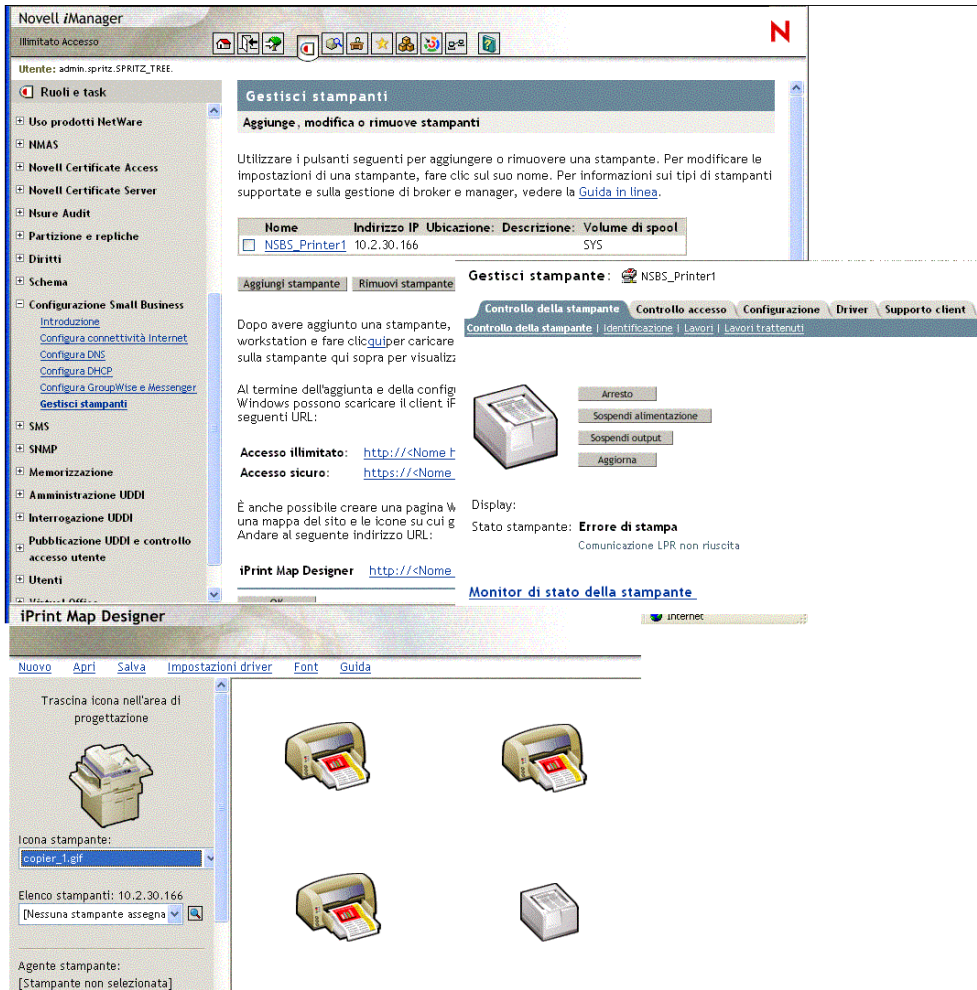 Novell iManager
Illimitato Accesso
N
Utente: admin.spritz.SPRITZ_TREE.
Ruoli e task
Uso prodotti NetWare
NMAS
Novell Certificate Access
Novell Certificate Server
Nsure Audit
Partizione e repliche
Diritti
Schema
Configurazione Small Business
Introduzione
Configura connettività Internet
Configura DNS
Configura DHCP
Configura GroupWise e Messenger
Gestisci stampanti
SMS
SNMP
Memorizzazione
Amministrazione UDDI
Interrogazione UDDI
Pubblicazione UDDI e controllo
accesso utente
Utenti
Virtual Office
Gestisci stampanti
Aggiunge, modifica o rimuove stampanti
Utilizzare i pulsanti seguenti per aggiungere o rimuovere una stampante. Per modificare le
impostazioni di una stampante, fare clic sul suo nome. Per informazioni sui tipi di stampanti
supportate e sulla gestione di broker e manager, vedere la Guida in linea.
Nome Indirizzo IP Ubicazione: Descrizione: Volume di spool
NSBS_Printer1 10.2.30.166 SYS
Aggiungi stampante Rimuovi stampante
Dopo avere aggiunto una stampante,
workstation e fare clicquiper caricare
sulla stampante qui sopra per visualiz
Al termine dell'aggiunta e della config
Windows possono scaricare il client iP
seguenti URL:
Accesso illimitato: http://<Nome h
Accesso sicuro: https://<Nome
È anche possibile creare una pagina W
una mappa del sito e le icone su cui g
Andare al seguente indirizzo URL:
iPrint Map Designer http://<Nome
OK
Gestisci stampante: NSBS_Printer1
Controllo della stampante Controllo accesso Configurazione Driver Supporto client
Controllo della stampante | Identificazione | Lavori | Lavori trattenuti
Arresto
Sospendi alimentazione
Sospendi output
Aggiorna
Display:
Stato stampante: Errore di stampa
Comunicazione LPR non riuscita
Monitor di stato della stampante
Internet
iPrint Map Designer
Nuovo Apri Salva Impostazioni driver Font Guida
Trascina icona nell'area di
progettazione
Icona stampante:
copier_1.gif
Elenco stampanti: 10.2.30.166
[Nessuna stampante assegna
Agente stampante:
[Stampante non selezionata]